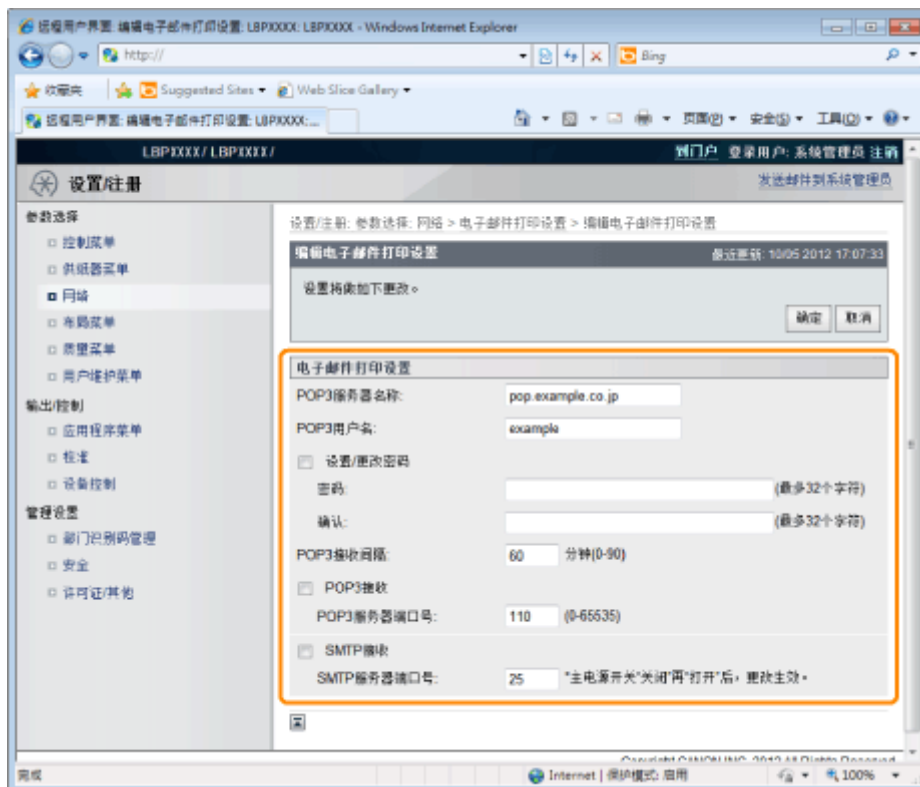 远程用户界面: 编辑电子邮件打印设置: LBPXXXX: LBPXXXX - Windows Internet Explorer
http://
Bing
收藏夹 Suggested Sites Web Slice Gallery
远程用户界面: 编辑电子邮件打印设置: LBPXXXX:... 页面(P) 安全(S) 工具(O)
LBPXXXX/ LBPXXXX / 到门户 登录用户: 系统管理员 注销
设置/注册 发送邮件到系统管理员
参数选择
控制菜单
供纸器菜单
网络
布局菜单
质量菜单
用户维护菜单
输出/控制
应用程序菜单
校准
设备控制
管理设置
部门识别码管理
安全
许可证/其他
设置/注册: 参数选择: 网络 > 电子邮件打印设置 > 编辑电子邮件打印设置
编辑电子邮件打印设置 最近更新: 10/05 2012 17:07:33
设置将做如下更改。
确定 取消
电子邮件打印设置
POP3服务器名称: pop.example.co.jp
POP3用户名: example
设置/更改密码
密码: (最多32个字符)
确认: (最多32个字符)
POP3接收间隔: 60 分钟(0-90)
POP3接收
POP3服务器端口号: 110 (0-65535)
SMTP接收
SMTP服务器端口号: 25 "主电源开关"关闭"再"打开"后，更改生效。
完成 Internet | 保护模式: 启用 100%